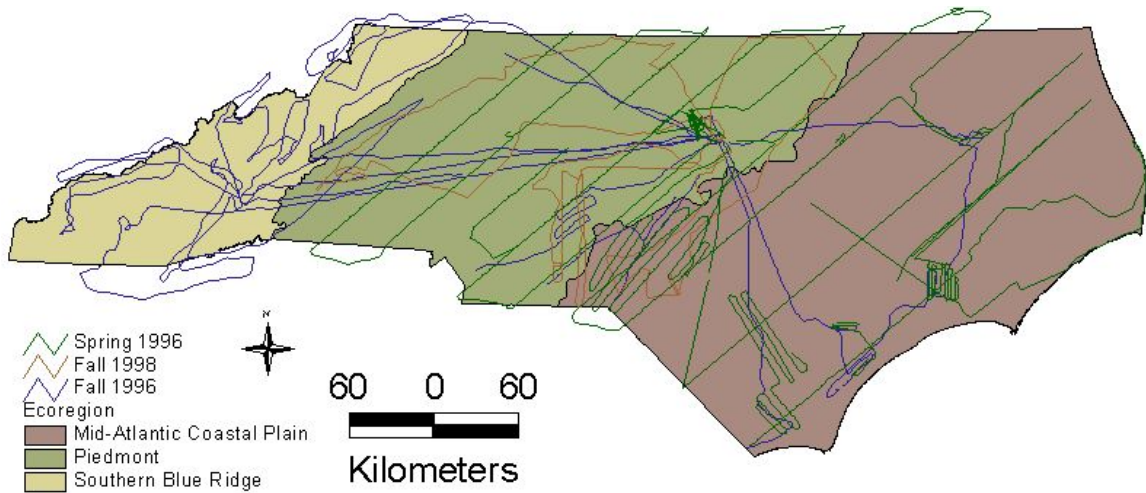 N
Spring 1996
Fall 1998
Fall 1996
Ecoregion
Mid-Atlantic Coastal Plain
Piedmont
Southern Blue Ridge
60 0 60
Kilometers